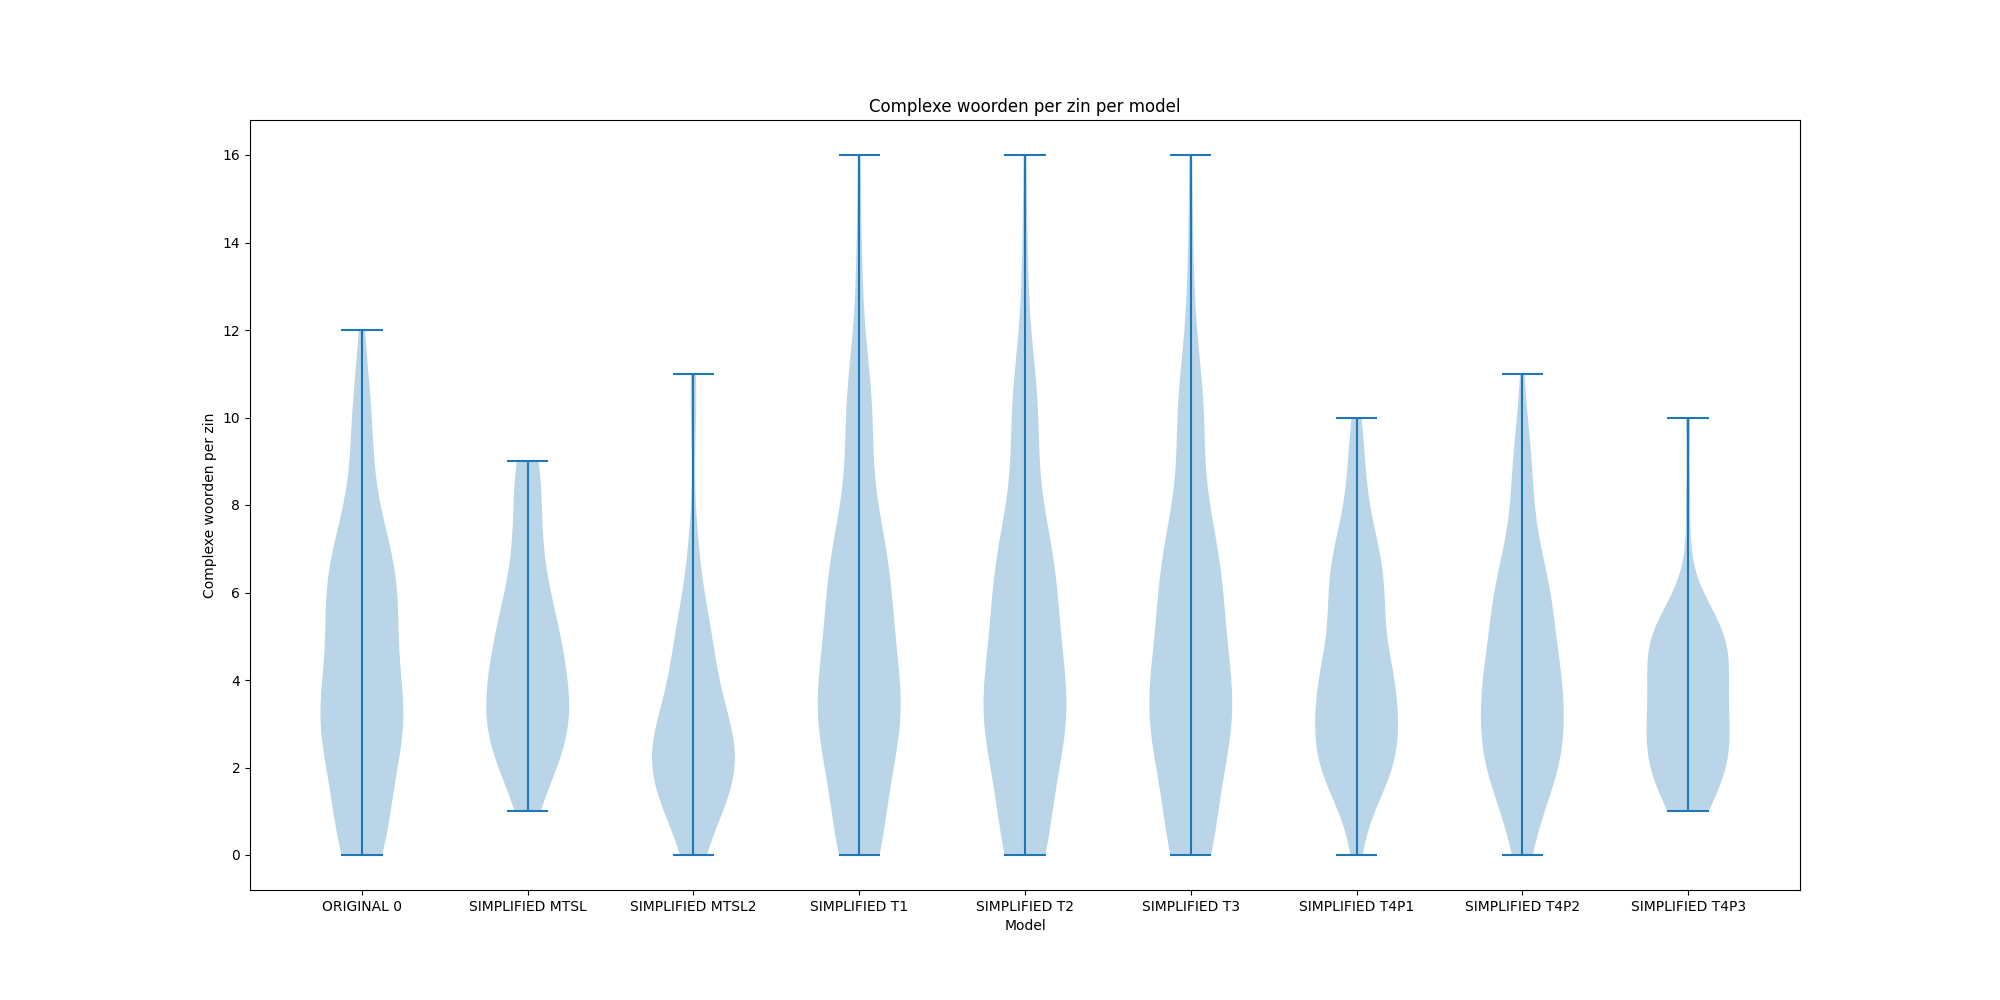 Complexe woorden per zin per model
Complexe woorden per zin
16
14
12
10
8
6
4
2
0
ORIGINAL 0
SIMPLIFIED MTSL
SIMPLIFIED MTSL2
SIMPLIFIED T1
SIMPLIFIED T2
SIMPLIFIED T3
SIMPLIFIED T4P1
SIMPLIFIED T4P2
SIMPLIFIED T4P3
Model